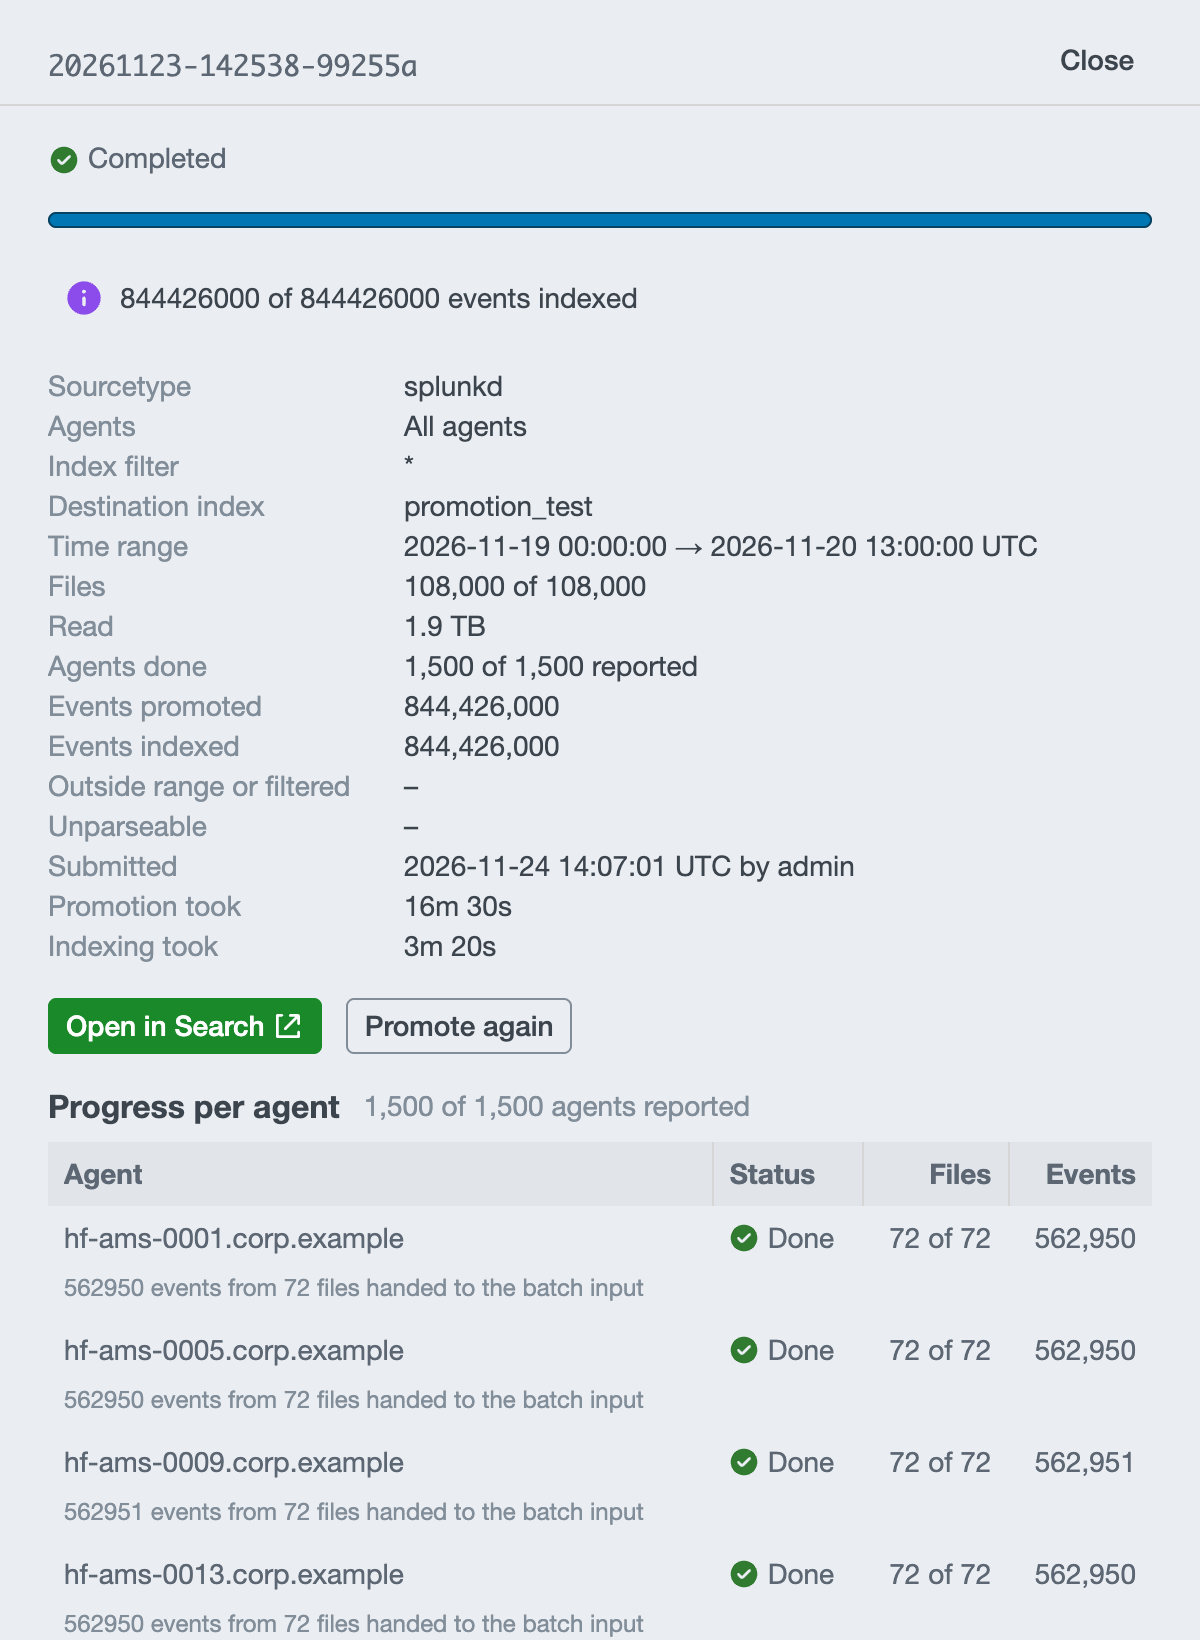 20261123-142538-99255a
Close
Completed
844426000 of 844426000 events indexed
Sourcetype splunkd
Agents All agents
Index filter *
Destination index promotion_test
Time range 2026-11-19 00:00:00 → 2026-11-20 13:00:00 UTC
Files 108,000 of 108,000
Read 1.9 TB
Agents done 1,500 of 1,500 reported
Events promoted 844,426,000
Events indexed 844,426,000
Outside range or filtered –
Unparseable –
Submitted 2026-11-24 14:07:01 UTC by admin
Promotion took 16m 30s
Indexing took 3m 20s
Open in Search Promote again
Progress per agent 1,500 of 1,500 agents reported
Agent Status Files Events
hf-ams-0001.corp.example Done 72 of 72 562,950
562950 events from 72 files handed to the batch input
hf-ams-0005.corp.example Done 72 of 72 562,950
562950 events from 72 files handed to the batch input
hf-ams-0009.corp.example Done 72 of 72 562,951
562951 events from 72 files handed to the batch input
hf-ams-0013.corp.example Done 72 of 72 562,950
562950 events from 72 files handed to the batch input